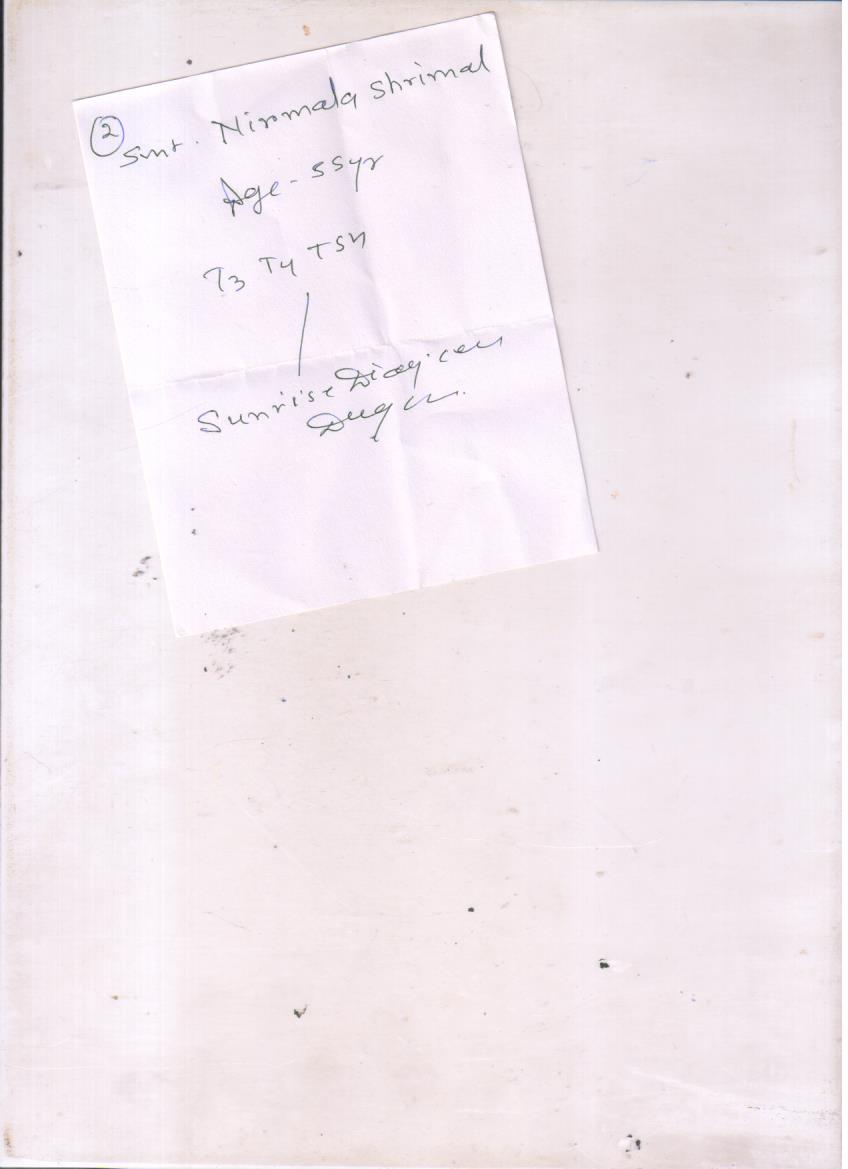 2
Smt. Nirmala Shrimal
Age - 55yr
T3 T4 TSH
Sunrise